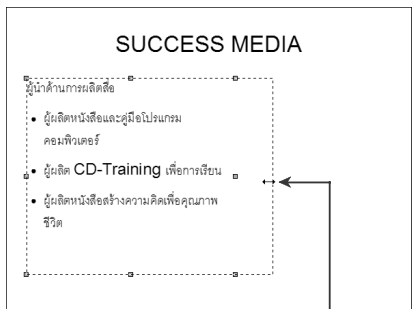 SUCCESS MEDIA
ผู้นำด้านการผลิตสื่อ
• ผู้ผลิตหนังสือและคู่มือโปรแกรม
คอมพิวเตอร์
• ผู้ผลิต CD-Training เพื่อการเรียน
• ผู้ผลิตหนังสือสร้างความคิดเพื่อคุณภาพ
ชีวิต